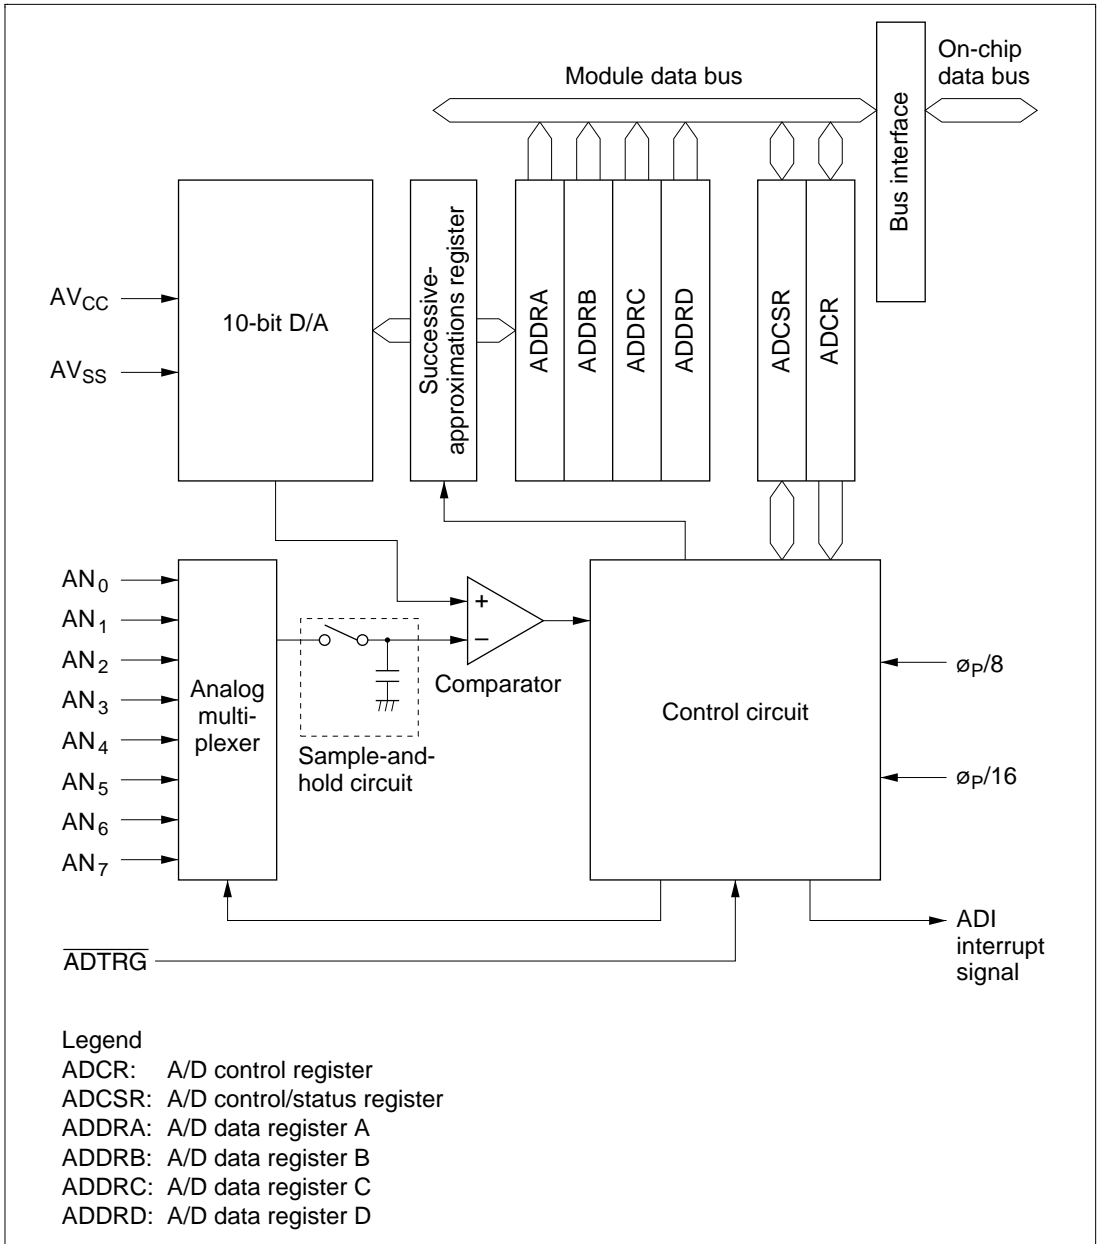 Module data bus
On-chip
data bus
Bus interface
AVCC
AVSS
10-bit D/A
Successive-
approximations register
ADDRA
ADDRB
ADDRC
ADDRD
ADCSR
ADCR
AN0
AN1
AN2
AN3
AN4
AN5
AN6
AN7
Analog
multi-
plexer
Sample-and-
hold circuit
+
−
Comparator
Control circuit
øP/8
øP/16
ADTRG
ADI
interrupt
signal
Legend
ADCR: A/D control register
ADCSR: A/D control/status register
ADDRA: A/D data register A
ADDRB: A/D data register B
ADDRC: A/D data register C
ADDRD: A/D data register D